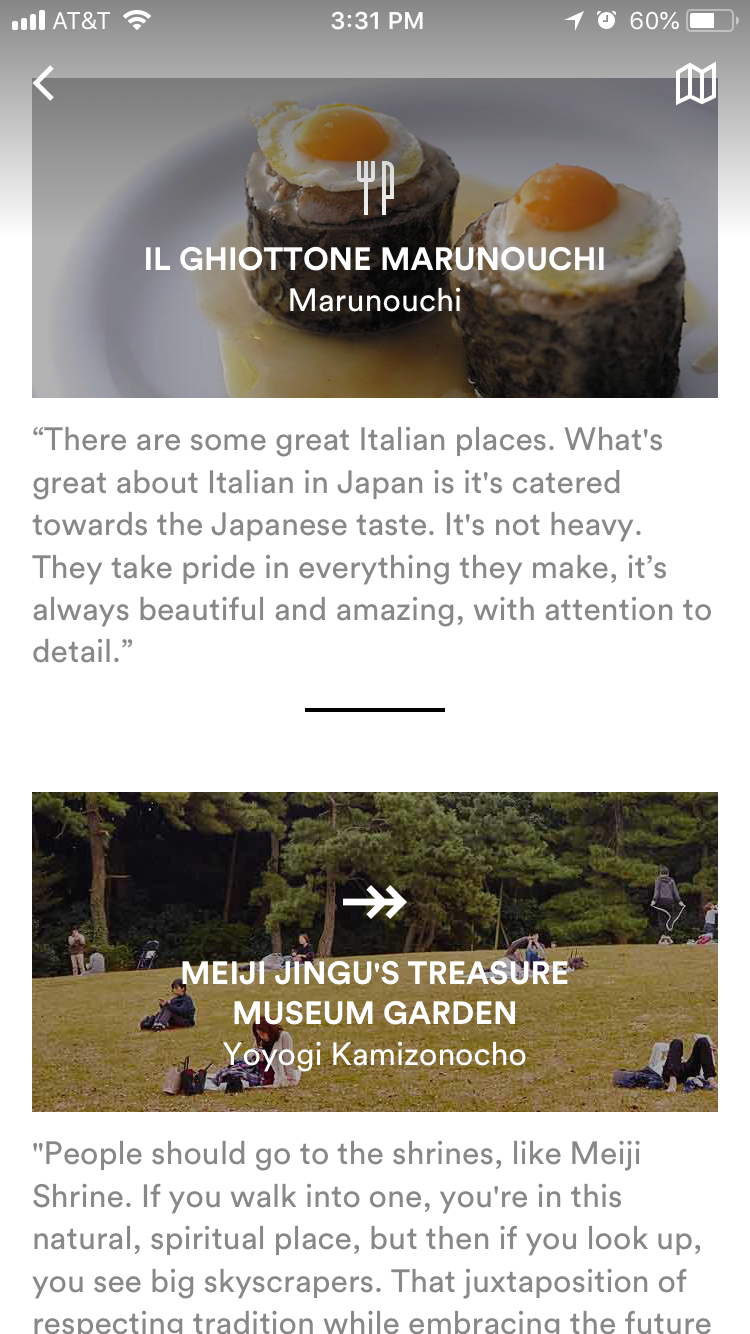 AT&T 3:31 PM 60%
IL GHIOTTONE MARUNOUCHI
Marunouchi
“There are some great Italian places. What's
great about Italian in Japan is it's catered
towards the Japanese taste. It's not heavy.
They take pride in everything they make, it’s
always beautiful and amazing, with attention to
detail.”
MEIJI JINGU'S TREASURE
MUSEUM GARDEN
Yoyogi Kamizonocho
"People should go to the shrines, like Meiji
Shrine. If you walk into one, you're in this
natural, spiritual place, but then if you look up,
you see big skyscrapers. That juxtaposition of
respecting tradition while embracing the future